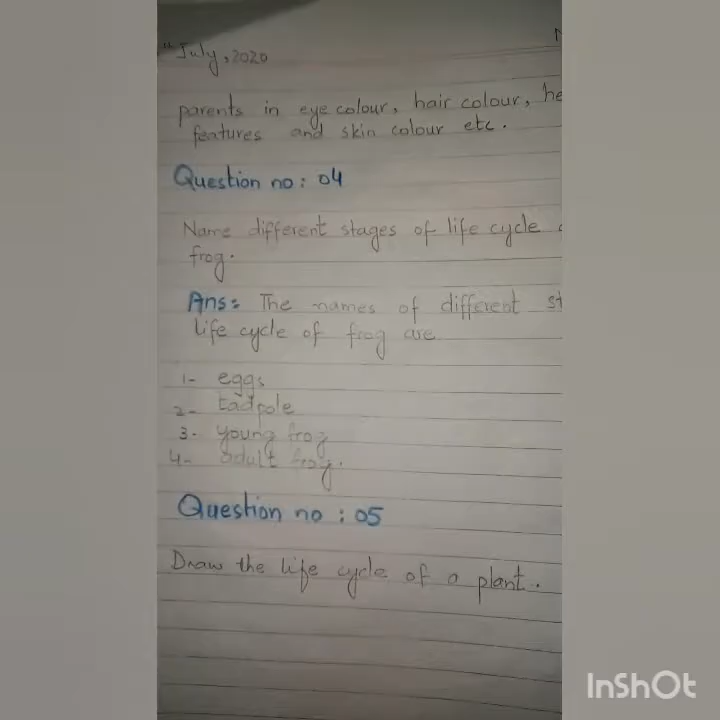 July, 2020
parents in eye colour, hair colour, he
features and skin colour etc.
Question no: 04
Name different stages of life cycle
frog.
Ans: The names of different st
life cycle of frog are
1- eggs
2- tadpole
3- young frog
4- adult frog.
Question no: 05
Draw the life cycle of a plant.
InShOt